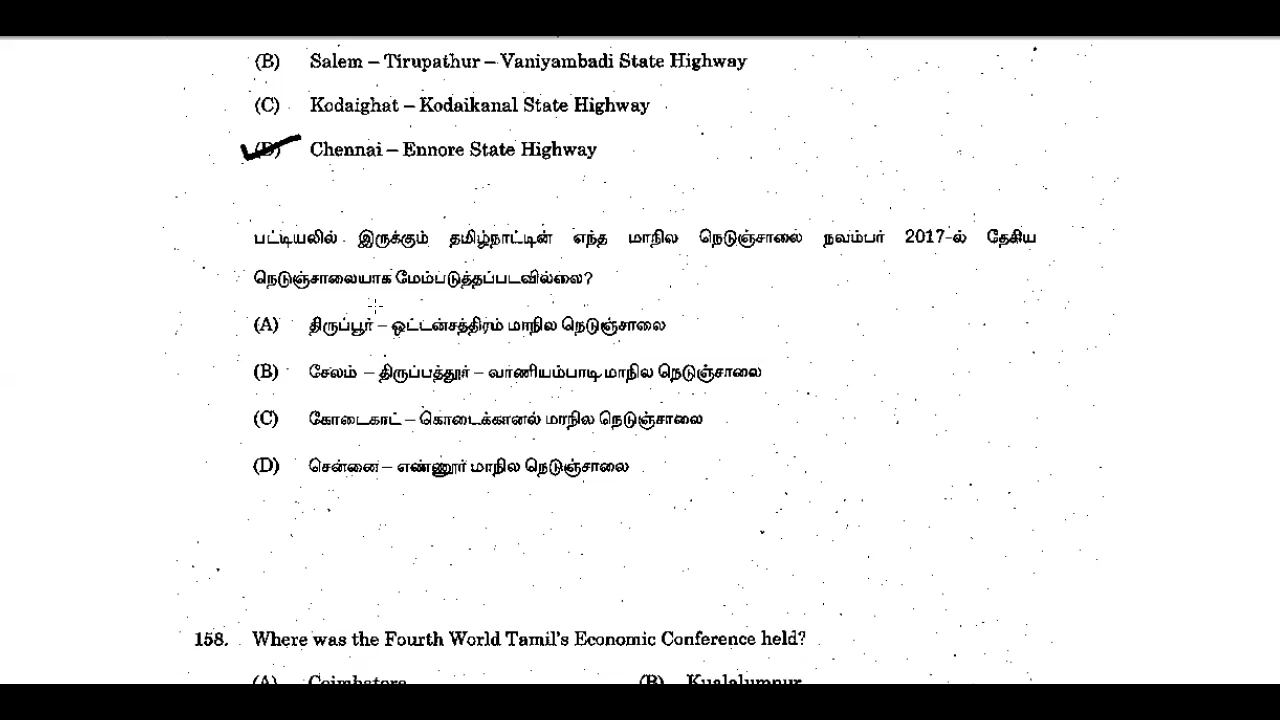 (B) Salem – Tirupathur – Vaniyambadi State Highway
(C) Kodaighat – Kodaikanal State Highway
(D) Chennai – Ennore State Highway
பட்டியலில் இருக்கும் தமிழ்நாட்டின் எந்த மாநில நெடுஞ்சாலை நவம்பர் 2017-ல் தேசிய
நெடுஞ்சாலையாக மேம்படுத்தப்படவில்லை?
(A) திருப்பூர் – ஒட்டன்சத்திரம் மாநில நெடுஞ்சாலை
(B) சேலம் – திருப்பத்தூர் – வாணியம்பாடி மாநில நெடுஞ்சாலை
(C) கோடைகாட் – கொடைக்கானல் மாநில நெடுஞ்சாலை
(D) சென்னை – எண்ணூர் மாநில நெடுஞ்சாலை
158. Where was the Fourth World Tamil's Economic Conference held?
(A) Coimbatore (B) Kualalumpur